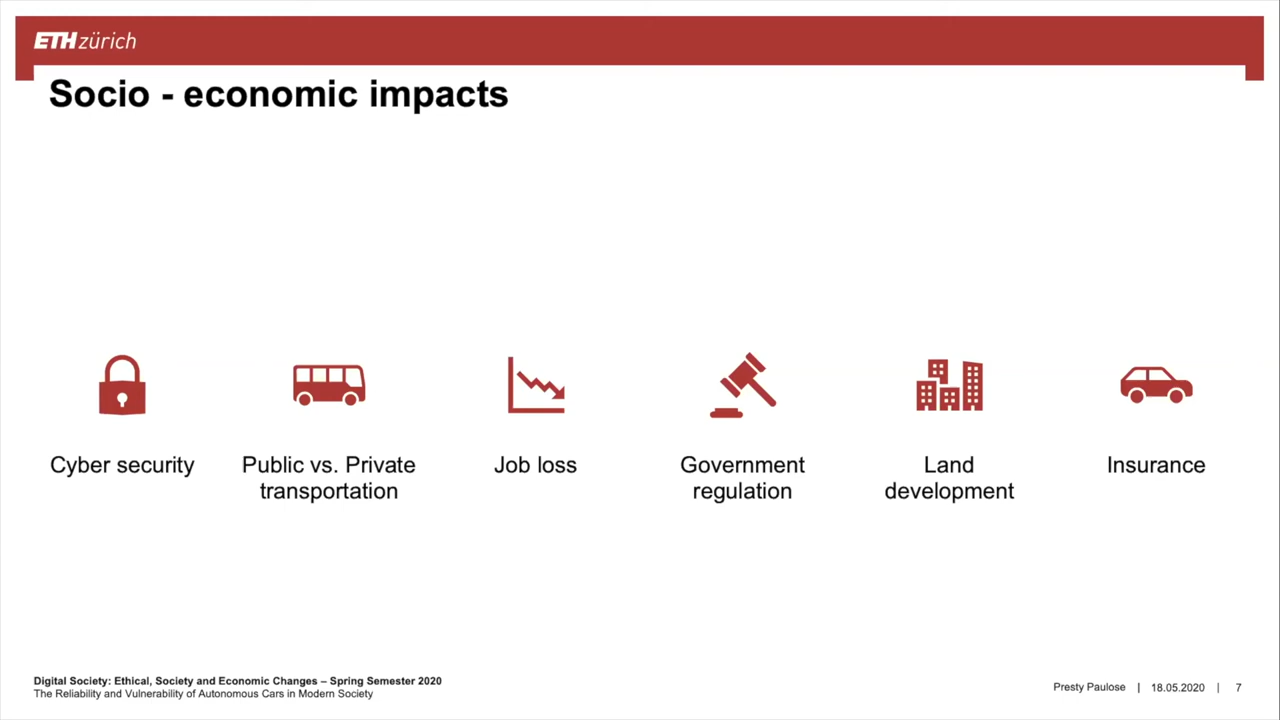 ETH zürich
Socio - economic impacts
Cyber security
Public vs. Private
transportation
Job loss
Government
regulation
Land
development
Insurance
Digital Society: Ethical, Society and Economic Changes – Spring Semester 2020
The Reliability and Vulnerability of Autonomous Cars in Modern Society
Presty Paulose | 18.05.2020 | 7